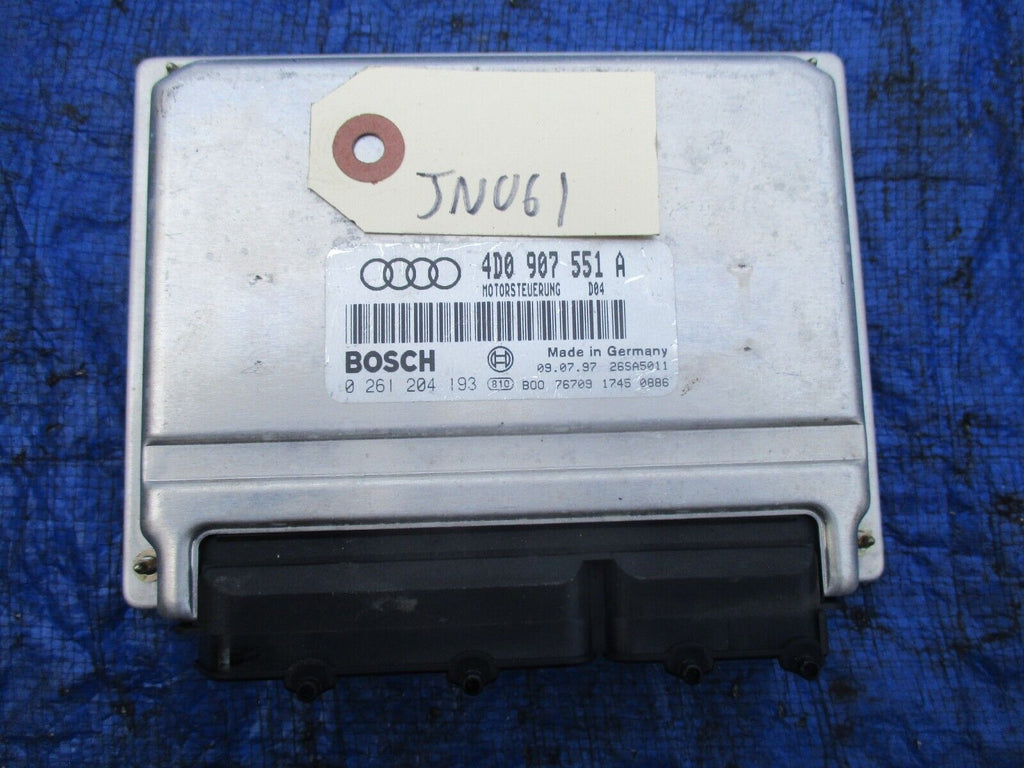 JNU61
4D0 907 551 A
MOTORSTEUERUNG D04
BOSCH Made in Germany
09.07.97 26SA5011
0 261 204 193 810 B00 76709 1745 0886